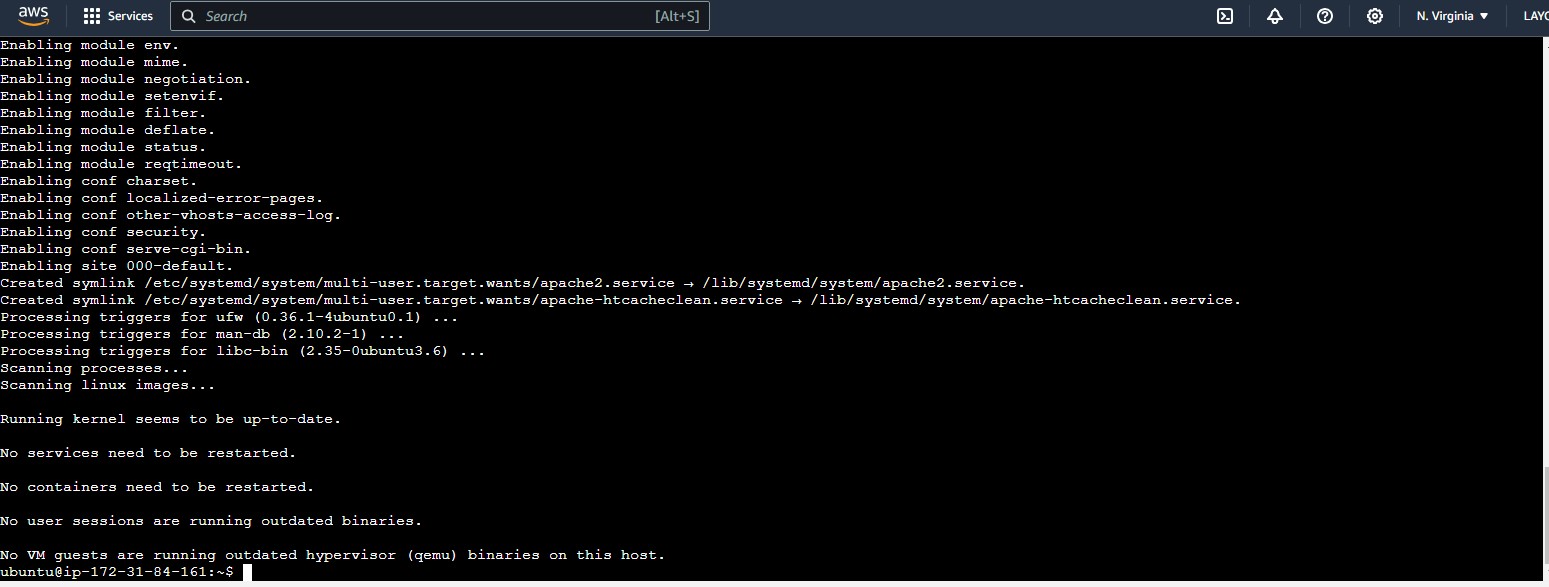 aws
Services
Search
[Alt+S]
N. Virginia
LAYO
Enabling module env.
Enabling module mime.
Enabling module negotiation.
Enabling module setenvif.
Enabling module filter.
Enabling module deflate.
Enabling module status.
Enabling module reqtimeout.
Enabling conf charset.
Enabling conf localized-error-pages.
Enabling conf other-vhosts-access-log.
Enabling conf security.
Enabling conf serve-cgi-bin.
Enabling site 000-default.
Created symlink /etc/systemd/system/multi-user.target.wants/apache2.service → /lib/systemd/system/apache2.service.
Created symlink /etc/systemd/system/multi-user.target.wants/apache-htcacheclean.service → /lib/systemd/system/apache-htcacheclean.service.
Processing triggers for ufw (0.36.1-4ubuntu0.1) ...
Processing triggers for man-db (2.10.2-1) ...
Processing triggers for libc-bin (2.35-0ubuntu3.6) ...
Scanning processes...
Scanning linux images...
Running kernel seems to be up-to-date.
No services need to be restarted.
No containers need to be restarted.
No user sessions are running outdated binaries.
No VM guests are running outdated hypervisor (qemu) binaries on this host.
ubuntu@ip-172-31-84-161:~$